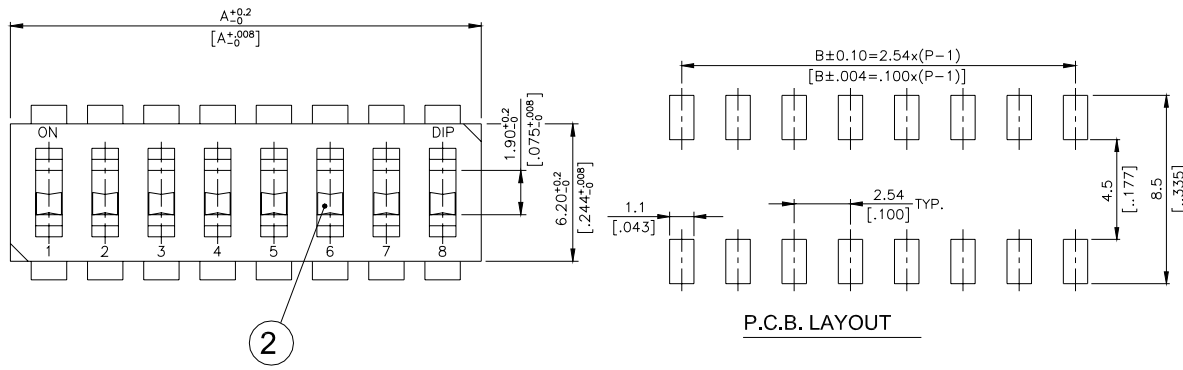 A+0.2 -0
[A+.008 -0]
ON DIP
1 2 3 4 5 6 7 8
1.90+0.2 -0
[.075+.008 -0]
6.20+0.2 -0
[.244+.008 -0]
2
B±0.10=2.54x(P-1)
[B±.004=.100x(P-1)]
4.5
[.177]
8.5
[.335]
2.54 TYP.
[.100]
1.1
[.043]
P.C.B. LAYOUT